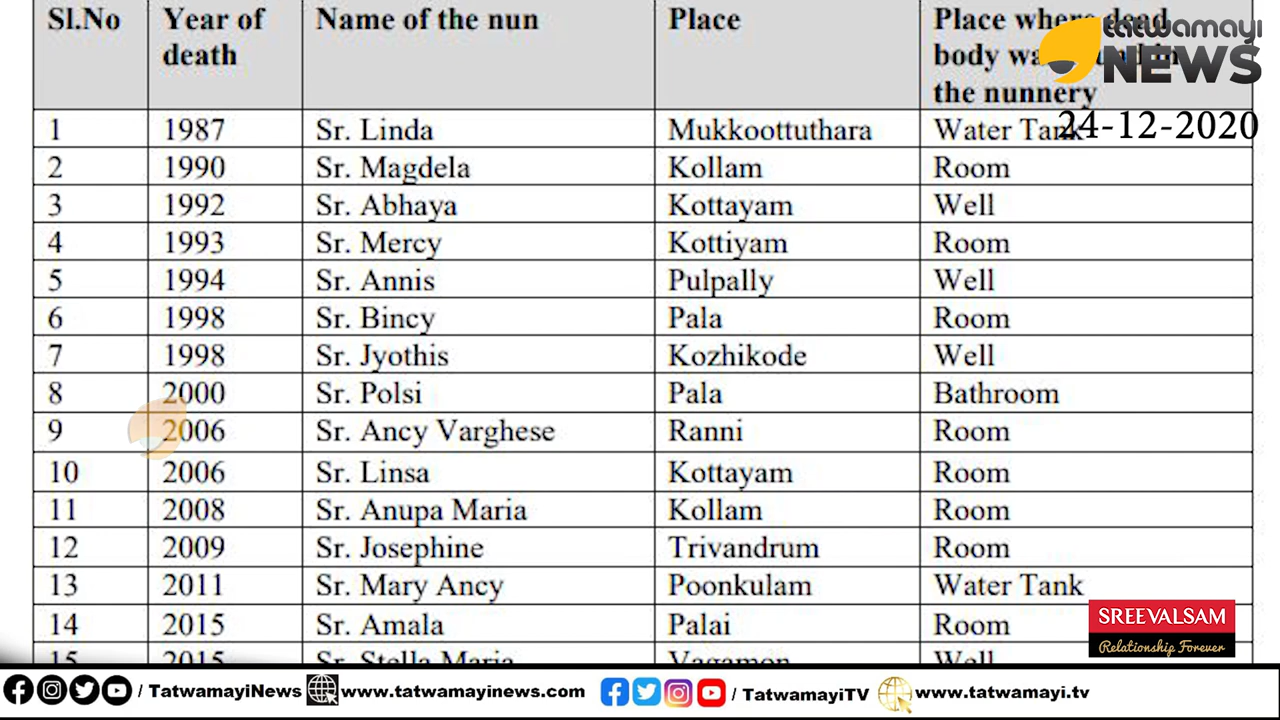 Sl.No Year of death Name of the nun Place Place where dead body was found in the nunnery
tatwamayi
NEWS
24-12-2020
1 1987 Sr. Linda Mukkoottuthara Water Tank
2 1990 Sr. Magdela Kollam Room
3 1992 Sr. Abhaya Kottayam Well
4 1993 Sr. Mercy Kottiyam Room
5 1994 Sr. Annis Pulpally Well
6 1998 Sr. Bincy Pala Room
7 1998 Sr. Jyothis Kozhikode Well
8 2000 Sr. Polsi Pala Bathroom
9 2006 Sr. Ancy Varghese Ranni Room
10 2006 Sr. Linsa Kottayam Room
11 2008 Sr. Anupa Maria Kollam Room
12 2009 Sr. Josephine Trivandrum Room
13 2011 Sr. Mary Ancy Poonkulam Water Tank
14 2015 Sr. Amala Palai Room
15 2015 Sr. Stella Maria Vagamon Well
SREEVALSAM
Relationship Forever
/ TatwamayiNews www.tatwamayinews.com / TatwamayiTV www.tatwamayi.tv